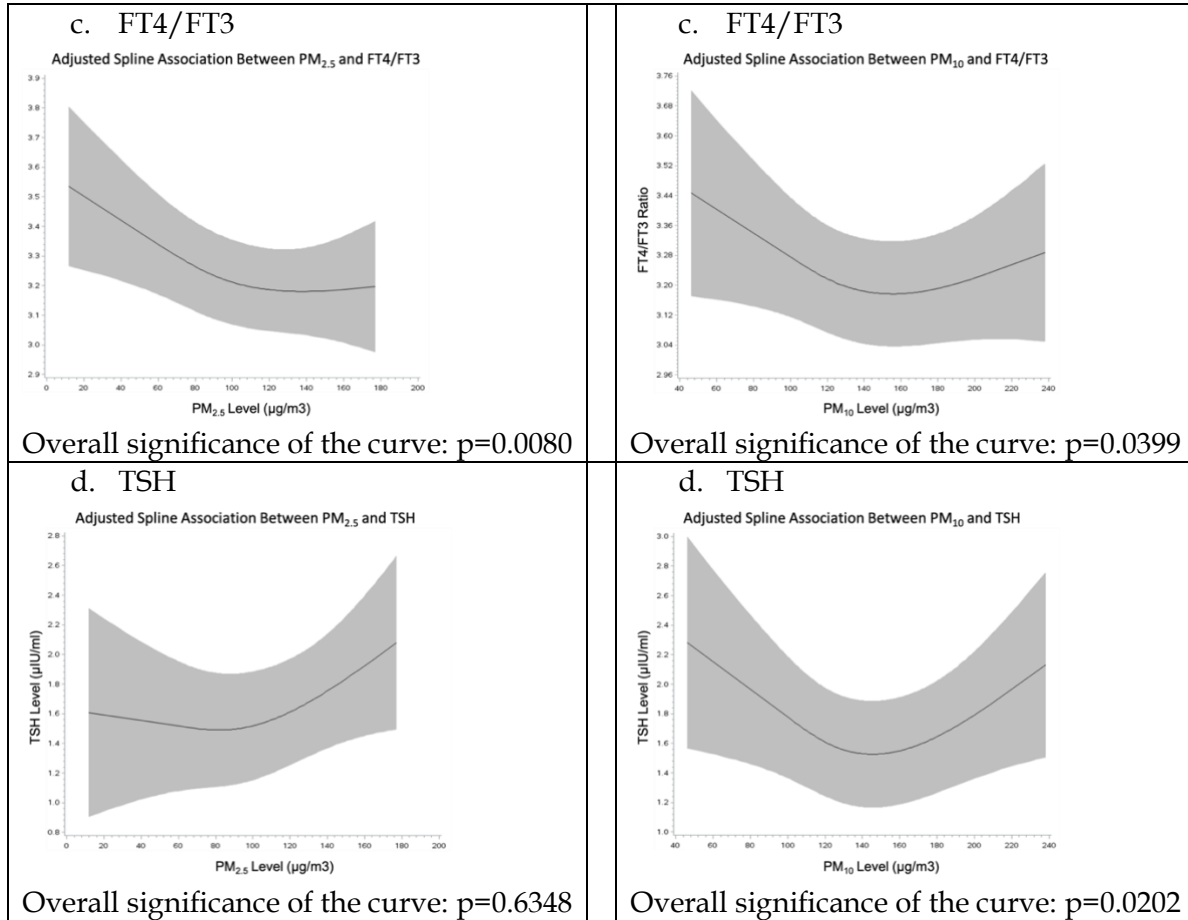 c. FT4/FT3
Adjusted Spline Association Between PM2.5 and FT4/FT3
3.9
3.8
3.7
3.6
3.5
3.4
3.3
3.2
3.1
3.0
2.9
0 20 40 60 80 100 120 140 160 180 200
PM2.5 Level (µg/m3)
Overall significance of the curve: p=0.0080
c. FT4/FT3
Adjusted Spline Association Between PM10 and FT4/FT3
FT4/FT3 Ratio
3.76
3.68
3.60
3.52
3.44
3.36
3.28
3.20
3.12
3.04
2.96
40 60 80 100 120 140 160 180 200 220 240
PM10 Level (µg/m3)
Overall significance of the curve: p=0.0399
d. TSH
Adjusted Spline Association Between PM2.5 and TSH
TSH Level (µIU/ml)
2.8
2.6
2.4
2.2
2.0
1.8
1.6
1.4
1.2
1.0
0.8
0 20 40 60 80 100 120 140 160 180 200
PM2.5 Level (µg/m3)
Overall significance of the curve: p=0.6348
d. TSH
Adjusted Spline Association Between PM10 and TSH
TSH Level (µIU/ml)
3.0
2.8
2.6
2.4
2.2
2.0
1.8
1.6
1.4
1.2
1.0
40 60 80 100 120 140 160 180 200 220 240
PM10 Level (µg/m3)
Overall significance of the curve: p=0.0202